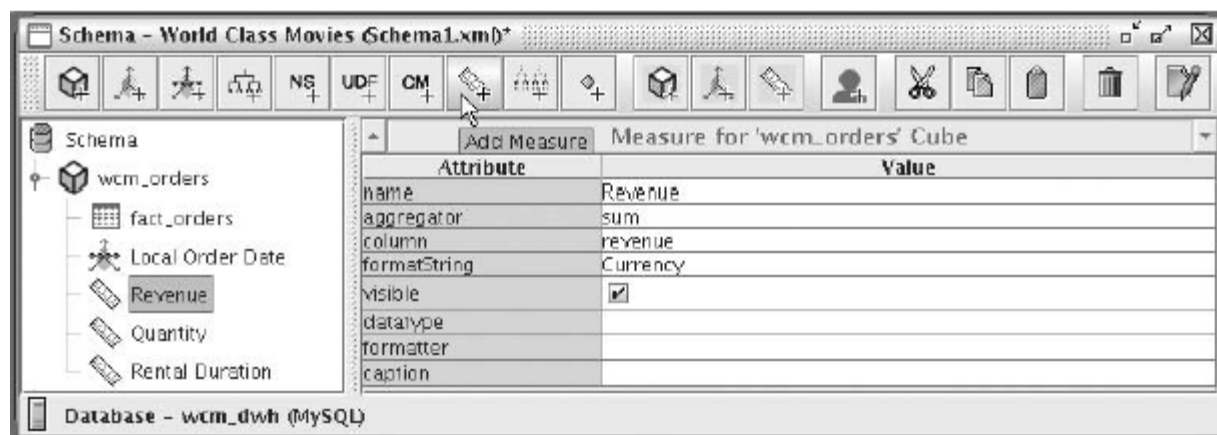 Schema - World Class Movies (Schema1.xml)*
NS UDF CM
Add Measure
Measure for 'wcm_orders' Cube
Schema
wcm_orders
fact_orders
Local Order Date
Revenue
Quantity
Rental Duration
Attribute Value
name Revenue
aggregator sum
column revenue
formatString Currency
visible
datatype
formatter
caption
Database - wcm_dwh (MySQL)